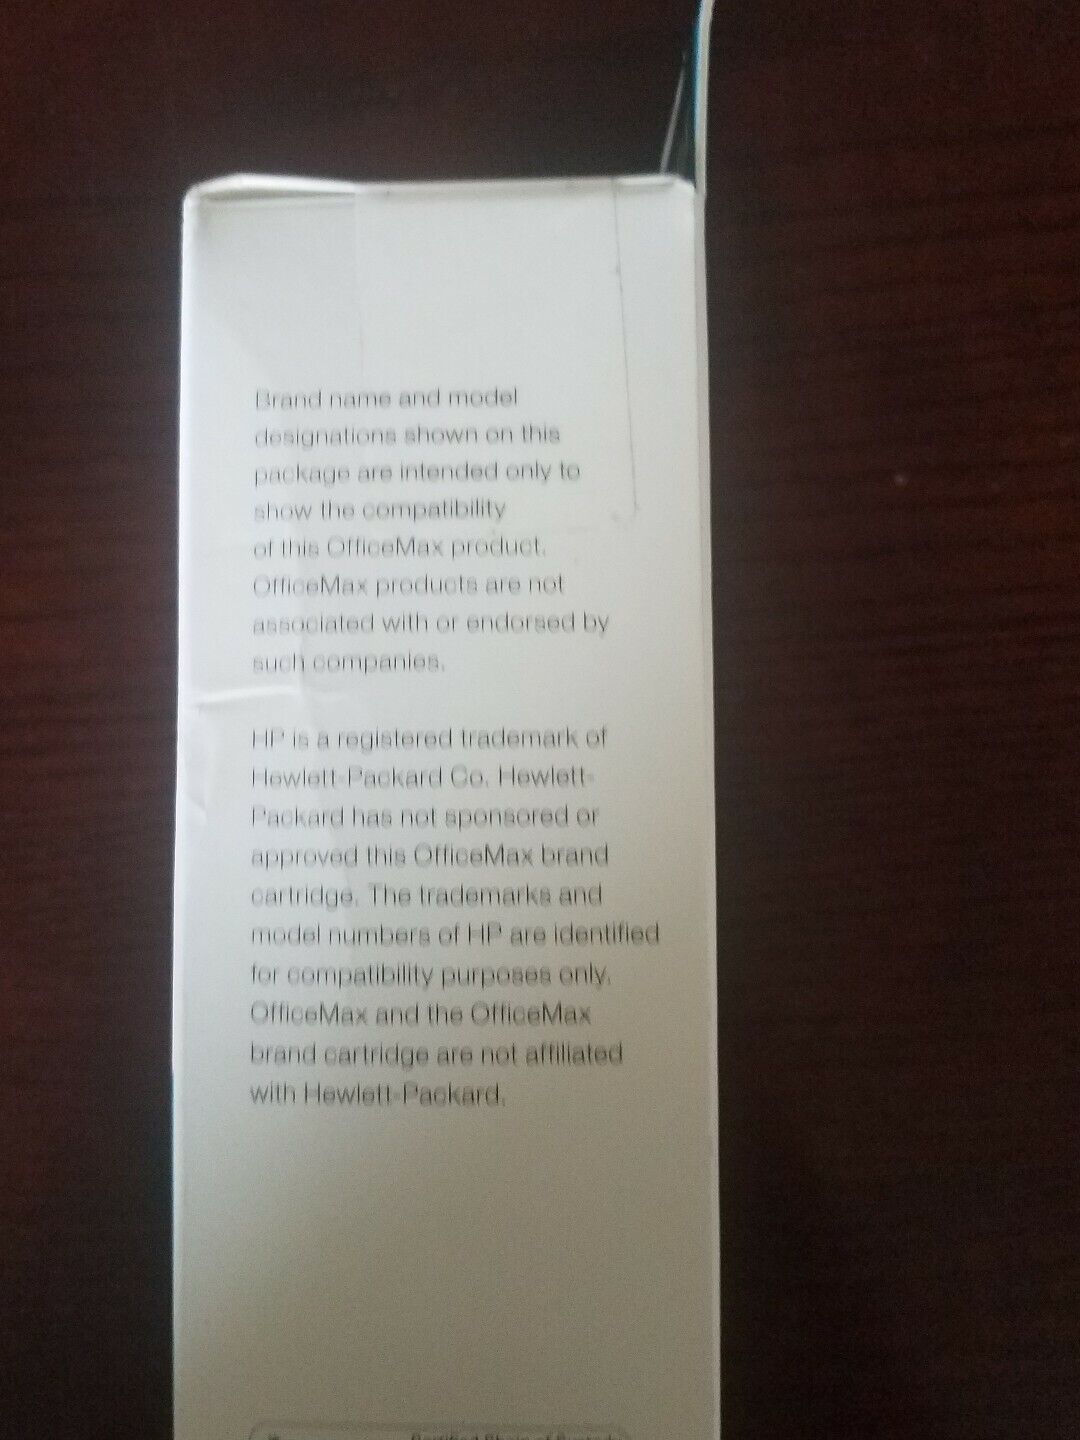 Brand name and model
designations shown on this
package are intended only to
show the compatibility
of this OfficeMax product.
OfficeMax products are not
associated with or endorsed by
such companies.
HP is a registered trademark of
Hewlett-Packard Co. Hewlett-
Packard has not sponsored or
approved this OfficeMax brand
cartridge. The trademarks and
model numbers of HP are identified
for compatibility purposes only.
OfficeMax and the OfficeMax
brand cartridge are not affiliated
with Hewlett-Packard.